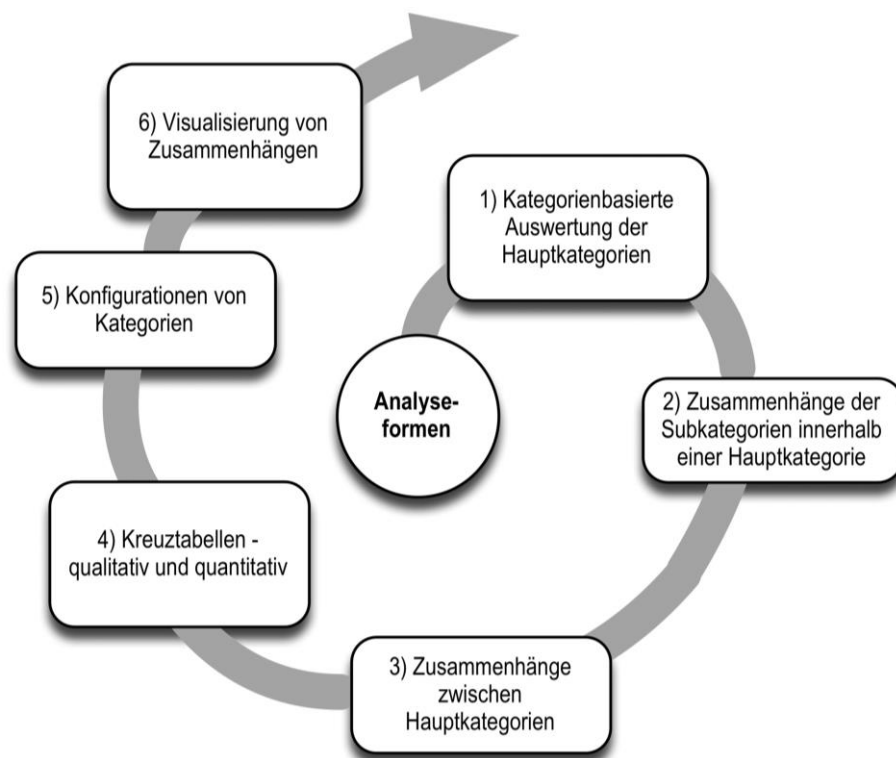 Analyse-
formen
1) Kategorienbasierte
Auswertung der
Hauptkategorien
2) Zusammenhänge der
Subkategorien innerhalb
einer Hauptkategorie
3) Zusammenhänge
zwischen
Hauptkategorien
4) Kreuztabellen -
qualitativ und quantitativ
5) Konfigurationen von
Kategorien
6) Visualisierung von
Zusammenhängen